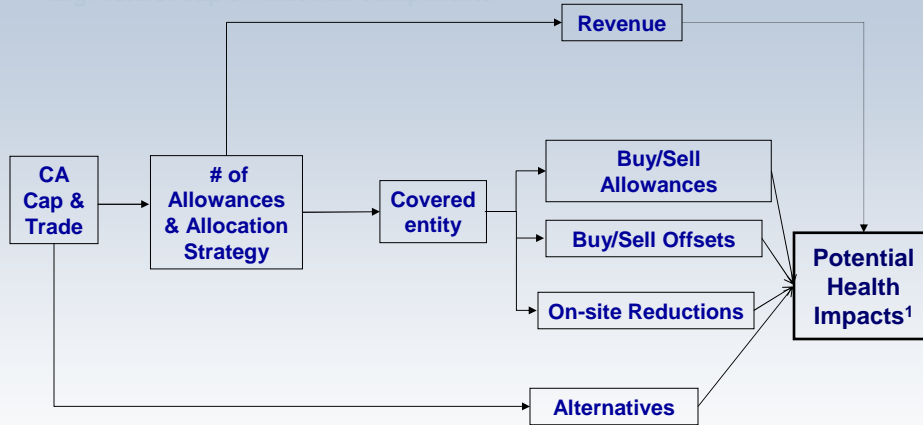 Revenue
CA
Cap &
Trade
# of
Allowances
& Allocation
Strategy
Covered
entity
Buy/Sell
Allowances
Buy/Sell Offsets
On-site Reductions
Alternatives
Potential
Health
Impacts¹